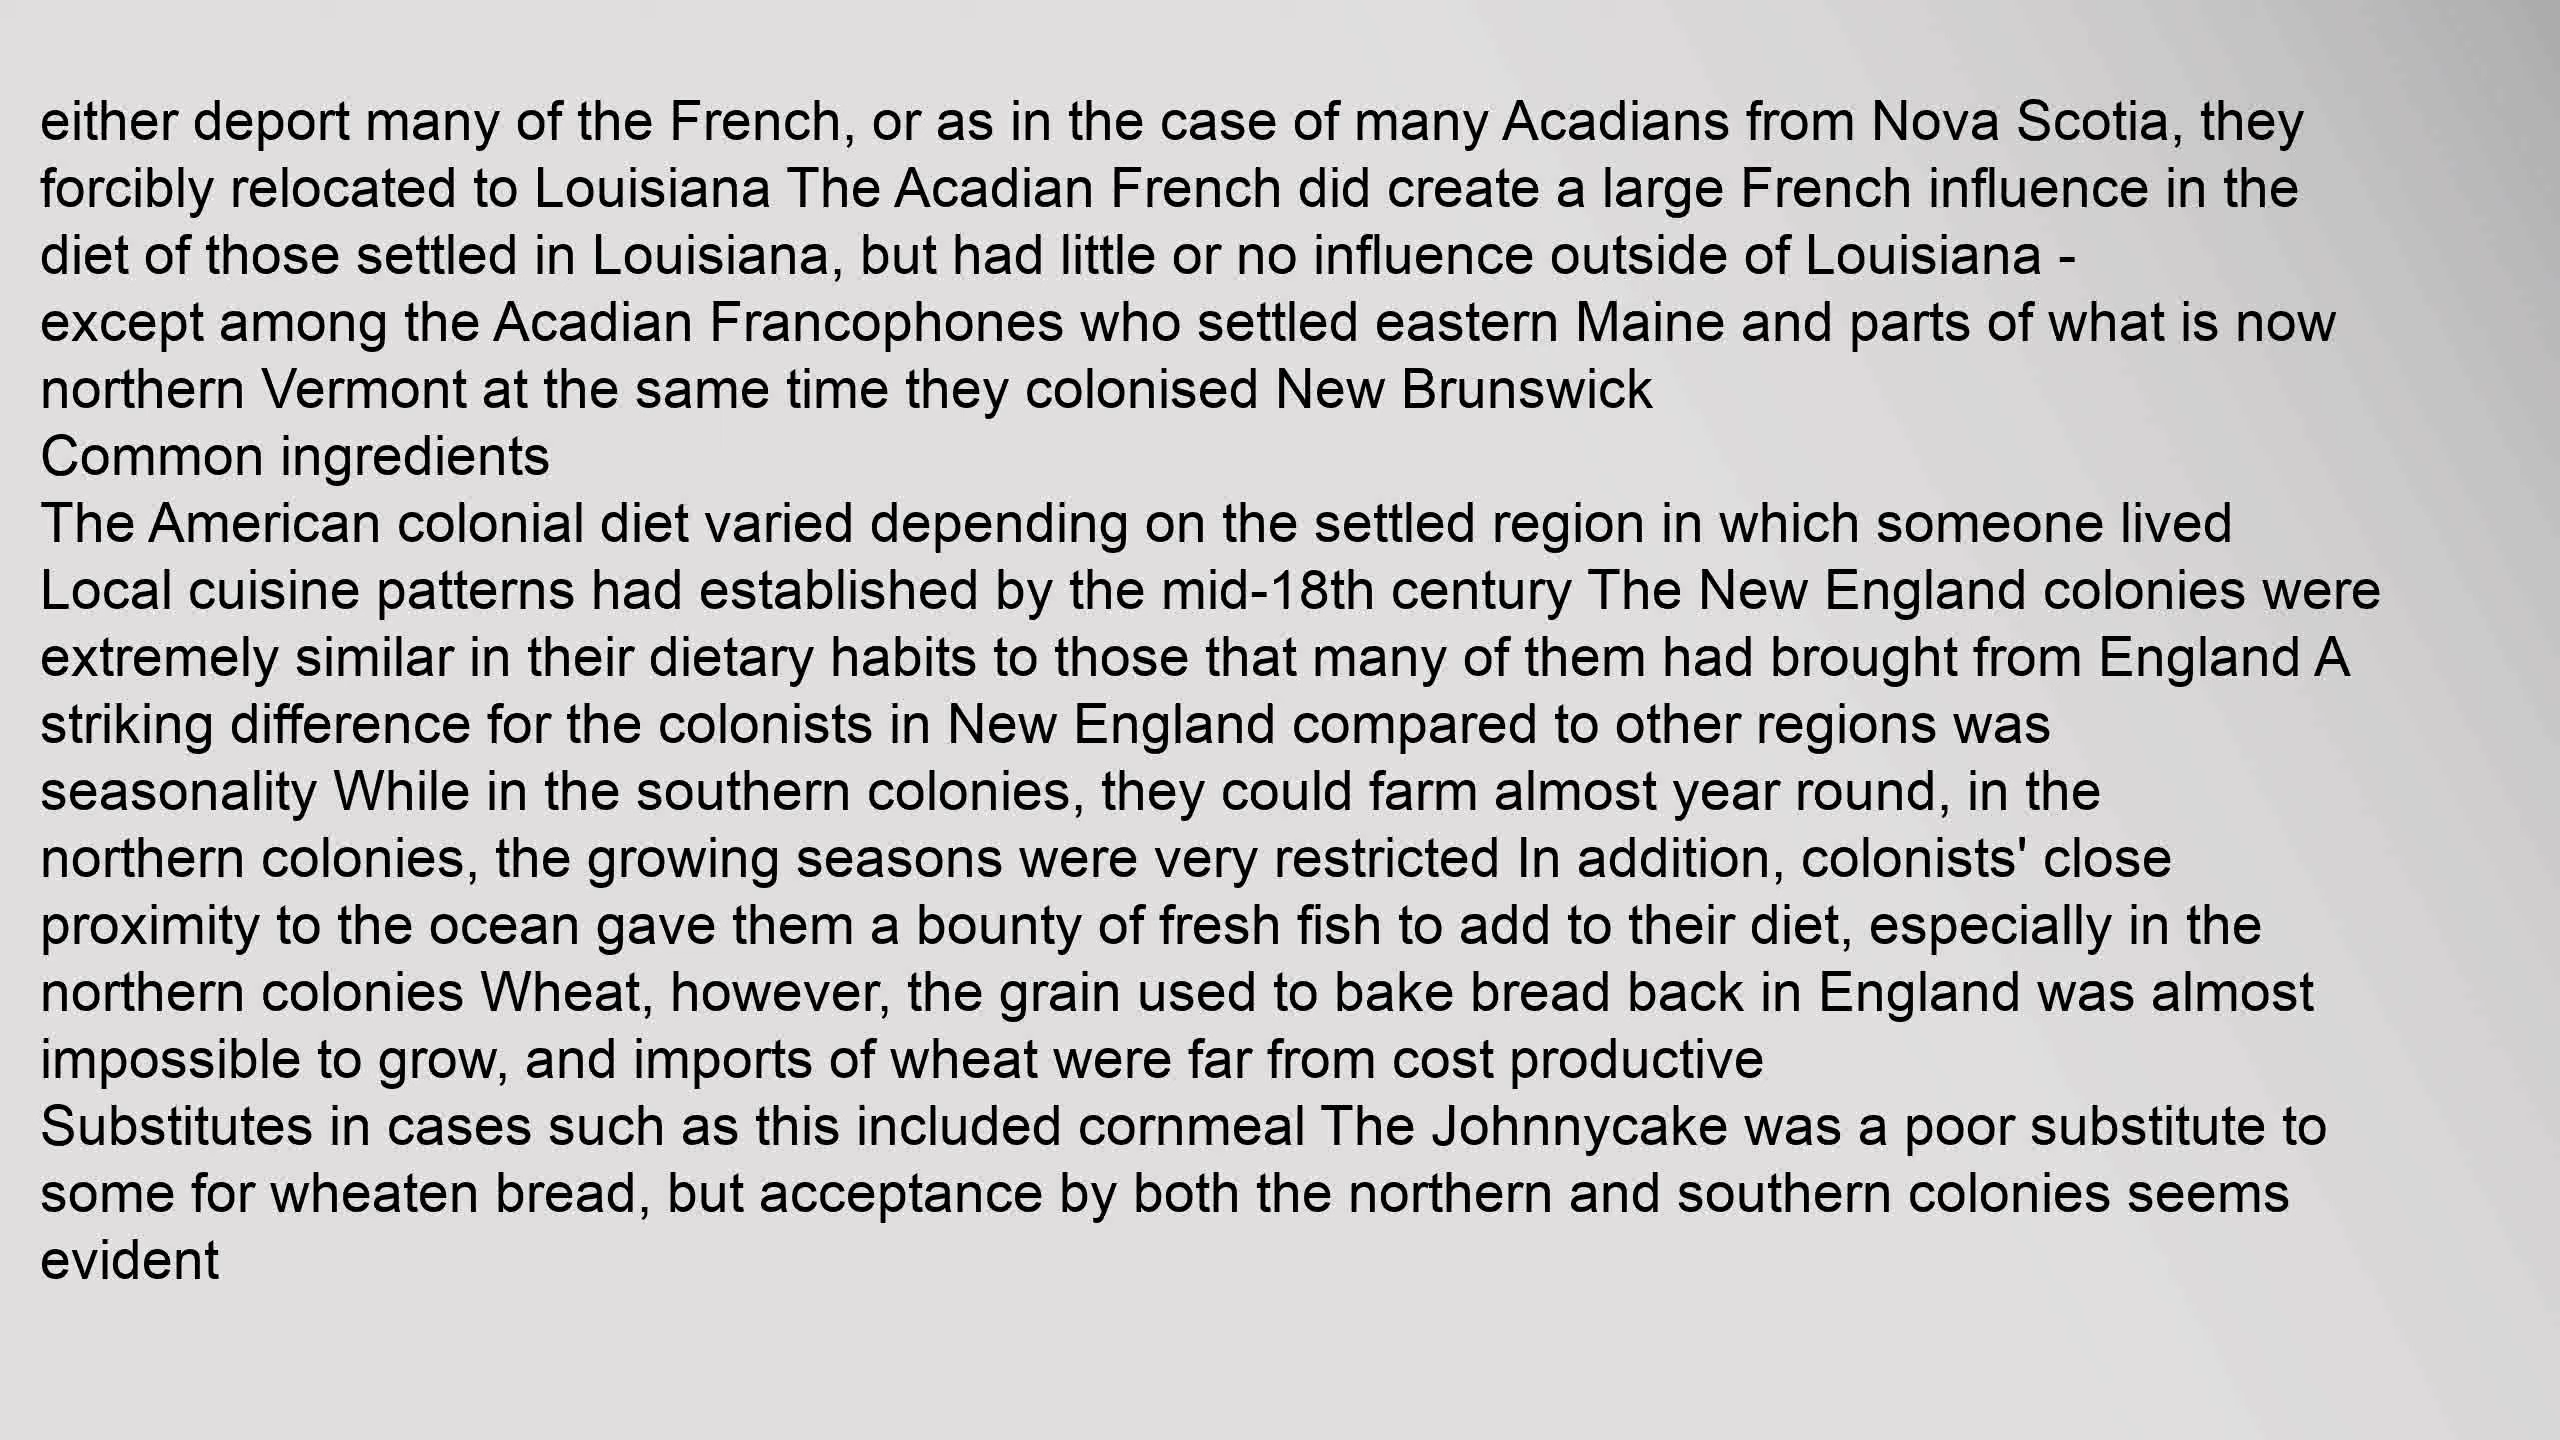 either deport many of the French, or as in the case of many Acadians from Nova Scotia, they
forcibly relocated to Louisiana The Acadian French did create a large French influence in the
diet of those settled in Louisiana, but had little or no influence outside of Louisiana -
except among the Acadian Francophones who settled eastern Maine and parts of what is now
northern Vermont at the same time they colonised New Brunswick
Common ingredients
The American colonial diet varied depending on the settled region in which someone lived
Local cuisine patterns had established by the mid-18th century The New England colonies were
extremely similar in their dietary habits to those that many of them had brought from England A
striking difference for the colonists in New England compared to other regions was
seasonality While in the southern colonies, they could farm almost year round, in the
northern colonies, the growing seasons were very restricted In addition, colonists' close
proximity to the ocean gave them a bounty of fresh fish to add to their diet, especially in the
northern colonies Wheat, however, the grain used to bake bread back in England was almost
impossible to grow, and imports of wheat were far from cost productive
Substitutes in cases such as this included cornmeal The Johnnycake was a poor substitute to
some for wheaten bread, but acceptance by both the northern and southern colonies seems
evident